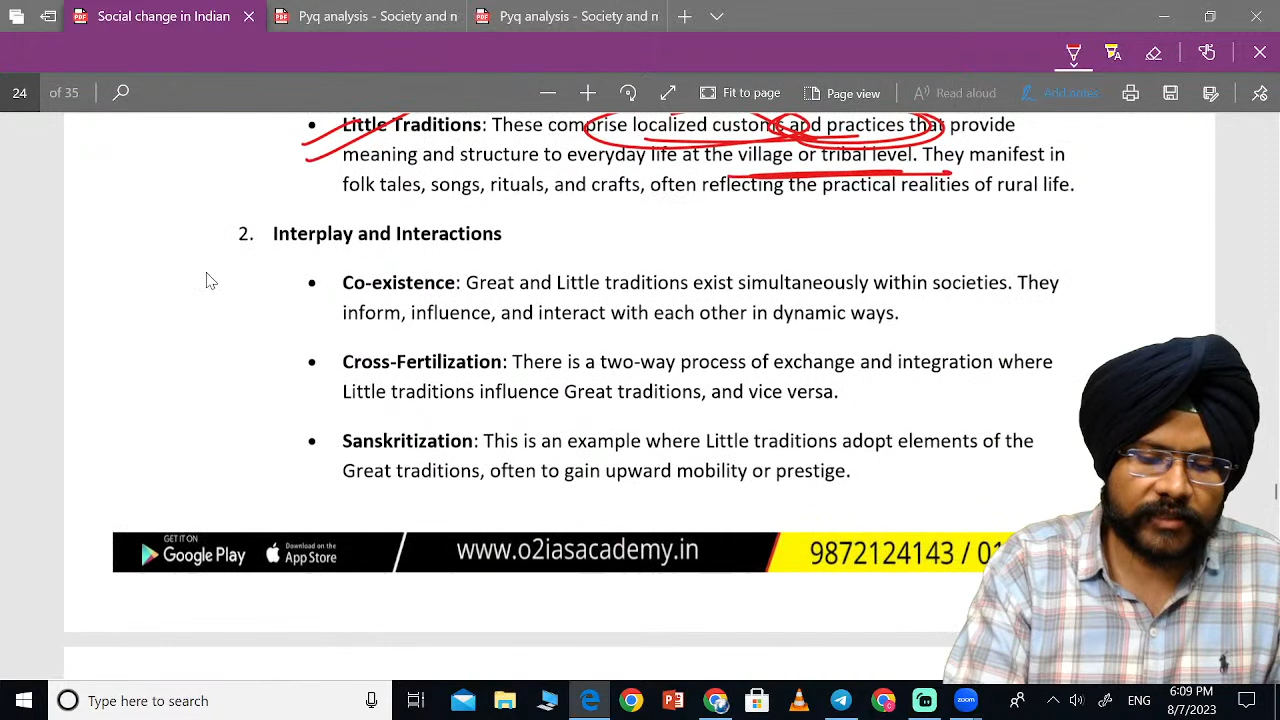 Social change in Indian
Pyq analysis - Society and n
Pyq analysis - Society and n
24 of 35
Fit to page
Page view
Read aloud
Add notes
Little Traditions: These comprise localized customs and practices that provide
meaning and structure to everyday life at the village or tribal level. They manifest in
folk tales, songs, rituals, and crafts, often reflecting the practical realities of rural life.
2. Interplay and Interactions
Co-existence: Great and Little traditions exist simultaneously within societies. They
inform, influence, and interact with each other in dynamic ways.
Cross-Fertilization: There is a two-way process of exchange and integration where
Little traditions influence Great traditions, and vice versa.
Sanskritization: This is an example where Little traditions adopt elements of the
Great traditions, often to gain upward mobility or prestige.
GET IT ON
Google Play
Download on the
App Store
www.o2iasacademy.in
9872124143 / 01
Type here to search
zoom
ENG
6:09 PM
8/7/2023